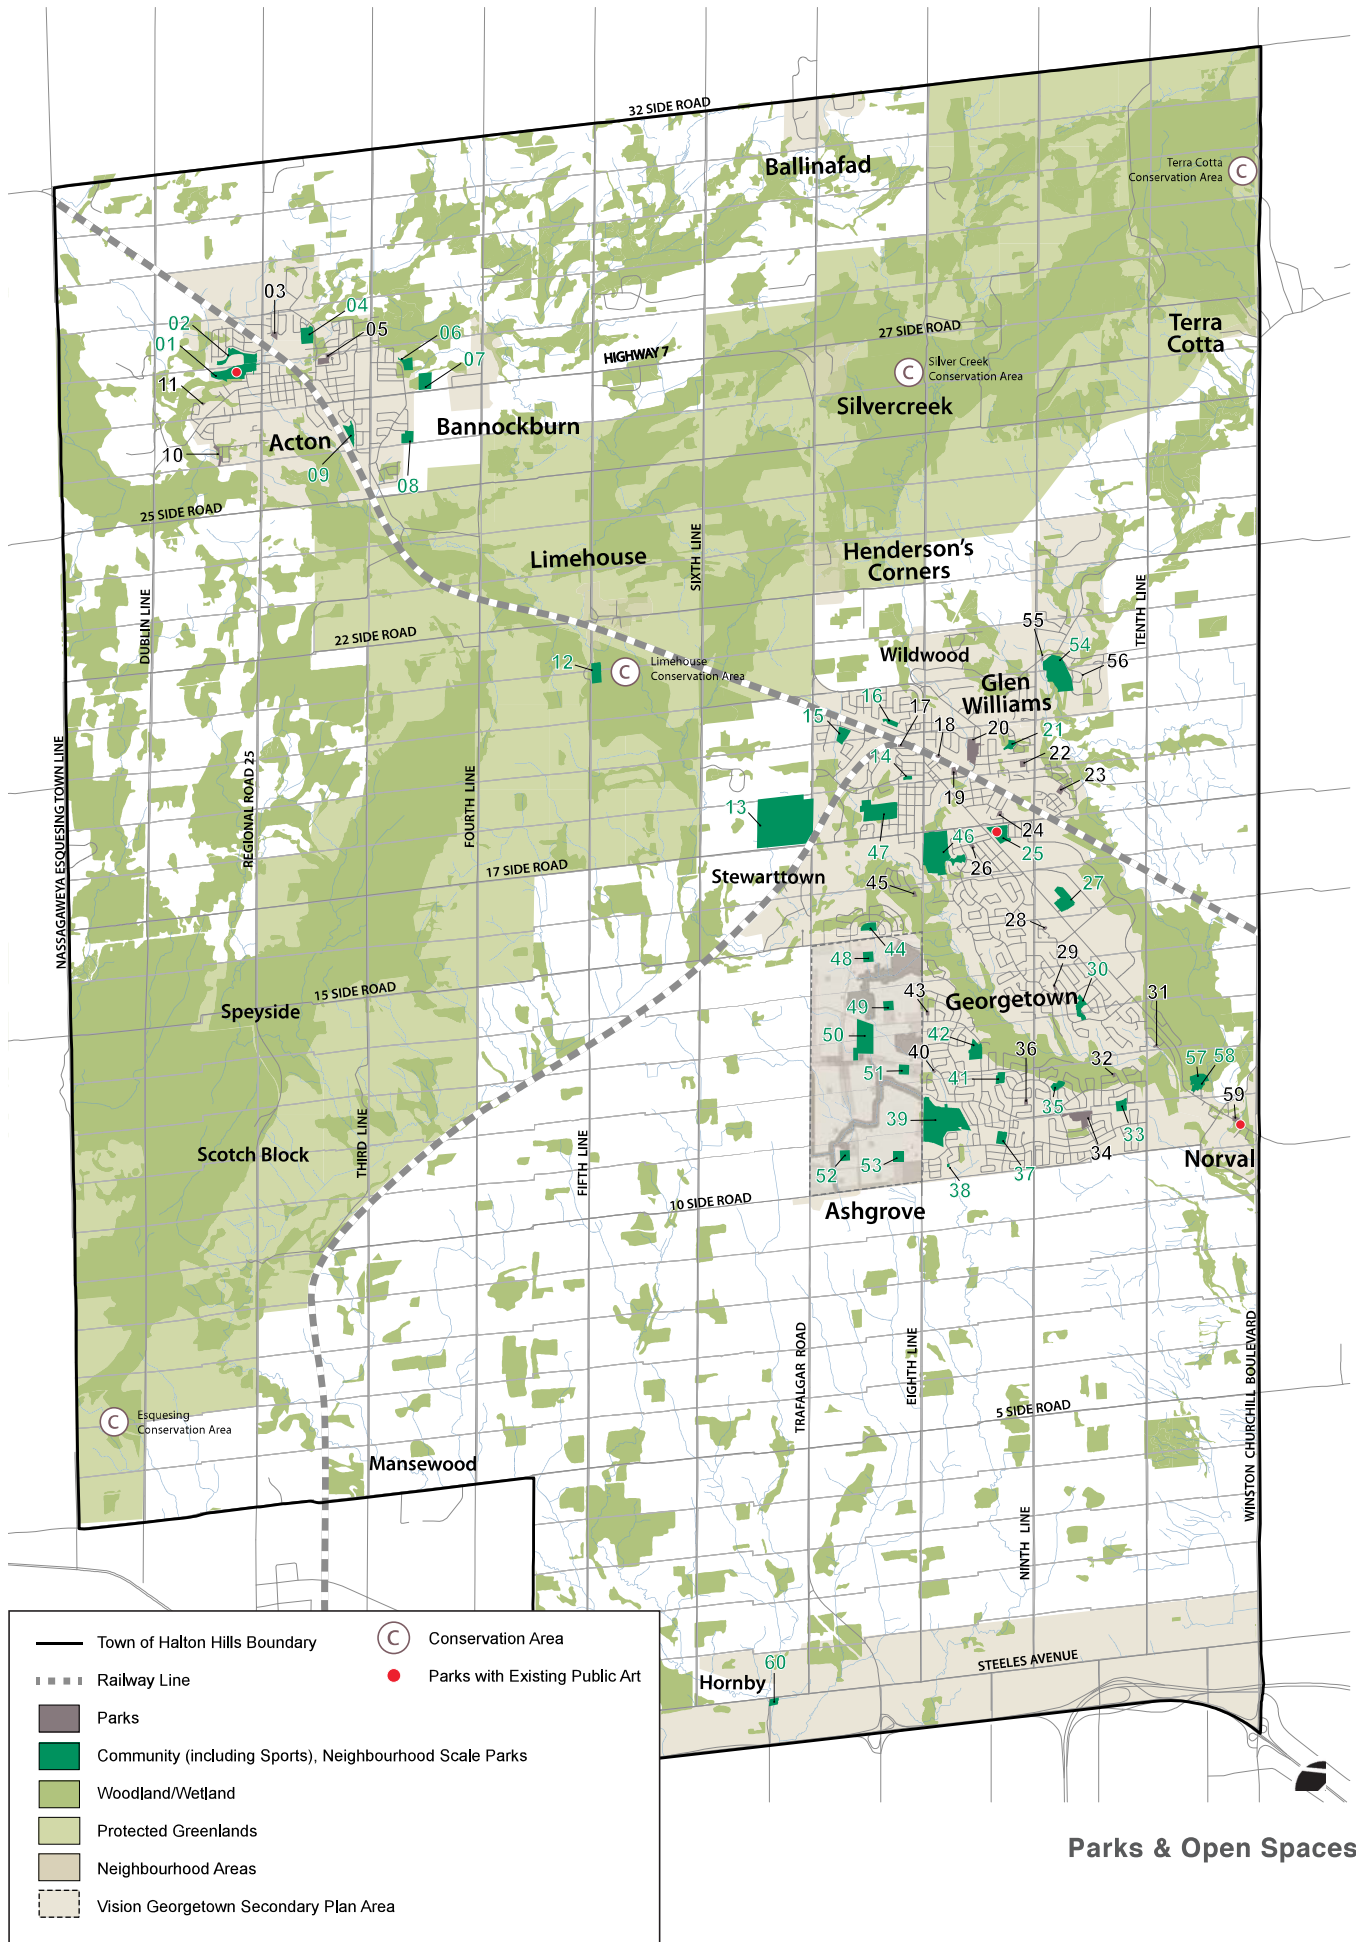 32 SIDE ROAD
Ballinafad
Terra Cotta
Conservation Area
C
03
04
02
05
01
06
07
11
27 SIDE ROAD
HIGHWAY 7
Terra
Cotta
C
Silver Creek
Conservation Area
Silvercreek
Bannockburn
Acton
10
09
08
25 SIDE ROAD
Limehouse
SIXTH LINE
Henderson's
Corners
DUBLIN LINE
TENTH LINE
22 SIDE ROAD
55
54
12
C
Limehouse
Conservation Area
Wildwood
56
Glen
Williams
16
17
15
18
20
21
14
22
23
NASSAGAWEYA ESQUESING TOWN LINE
REGIONAL ROAD 25
FOURTH LINE
13
19
24
47
46
25
26
17 SIDE ROAD
Stewarttown
45
27
28
44
48
29
30
15 SIDE ROAD
Speyside
49
43
Georgetown
31
50
42
36
40
32
57
58
51
41
35
59
39
33
THIRD LINE
FIFTH LINE
Scotch Block
52
53
37
34
Norval
38
10 SIDE ROAD
Ashgrove
TRAFALGAR ROAD
EIGHTH LINE
WINSTON CHURCHILL BOULEVARD
C
Esquesing
Conservation Area
5 SIDE ROAD
Mansewood
NINTH LINE
STEELES AVENUE
60
Hornby
Town of Halton Hills Boundary
C
Conservation Area
Railway Line
Parks with Existing Public Art
Parks
Community (including Sports), Neighbourhood Scale Parks
Woodland/Wetland
Protected Greenlands
Neighbourhood Areas
Vision Georgetown Secondary Plan Area
Parks & Open Spaces